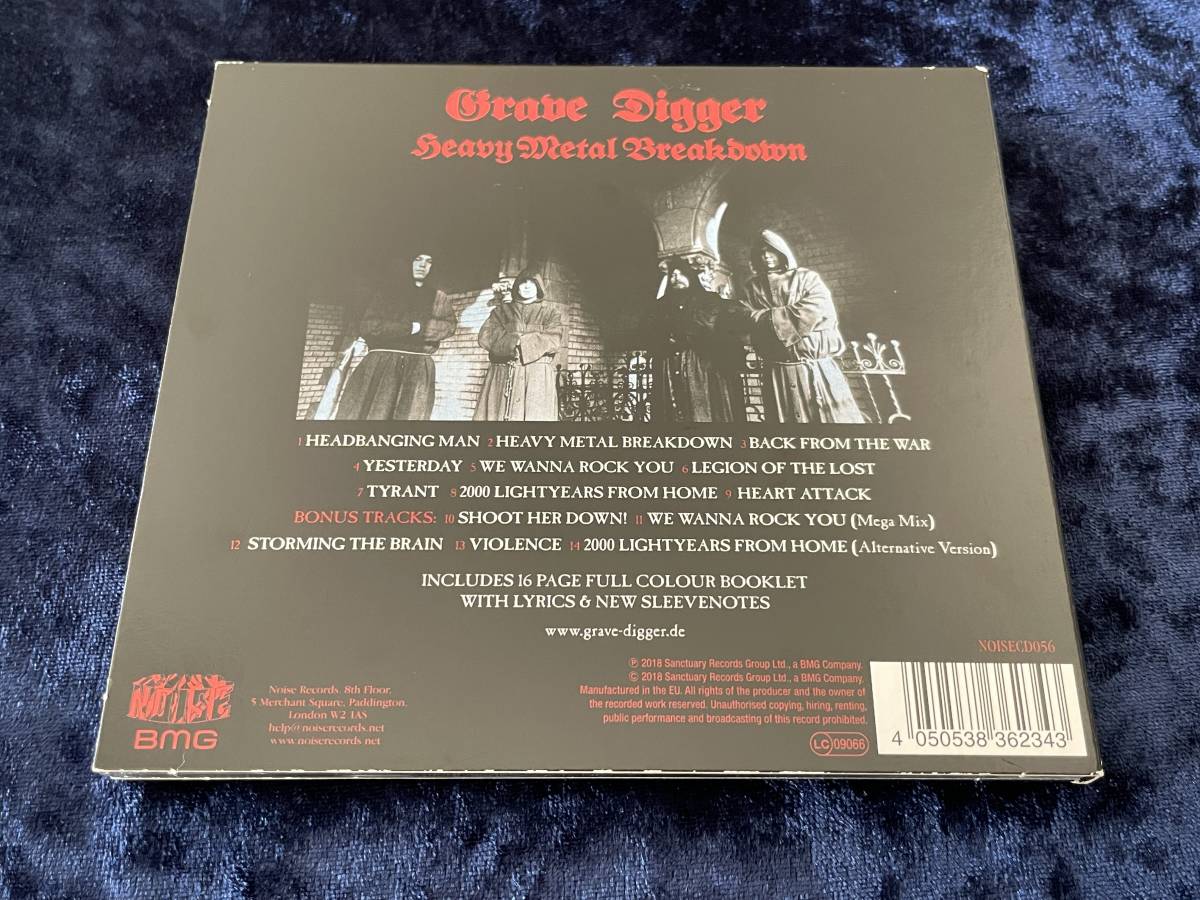 Grave Digger
Heavy Metal Breakdown
1 HEADBANGING MAN 2 HEAVY METAL BREAKDOWN 3 BACK FROM THE WAR
4 YESTERDAY 5 WE WANNA ROCK YOU 6 LEGION OF THE LOST
7 TYRANT 8 2000 LIGHTYEARS FROM HOME 9 HEART ATTACK
BONUS TRACKS: 10 SHOOT HER DOWN! 11 WE WANNA ROCK YOU (Mega Mix)
12 STORMING THE BRAIN 13 VIOLENCE 14 2000 LIGHTYEARS FROM HOME (Alternative Version)
INCLUDES 16 PAGE FULL COLOUR BOOKLET
WITH LYRICS & NEW SLEEVENOTES
www.grave-digger.de
NOISECD056
noise
BMG
Noise Records, 8th Floor,
5 Merchant Square, Paddington,
London W2 1AS
help@noiserecords.net
www.noiserecords.net
℗ 2018 Sanctuary Records Group Ltd., a BMG Company.
© 2018 Sanctuary Records Group Ltd., a BMG Company.
Manufactured in the EU. All rights of the producer and the owner of
the recorded work reserved. Unauthorised copying, hiring, renting,
public performance and broadcasting of this record prohibited.
LC 09066
4 050538 362343